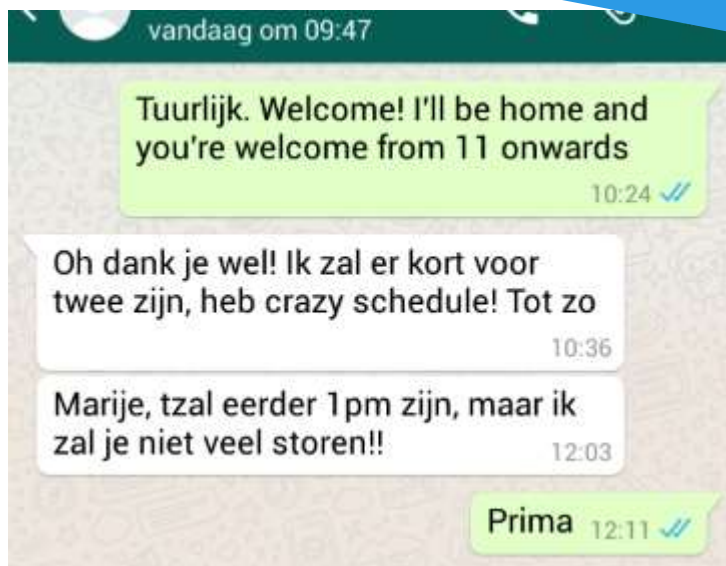 vandaag om 09:47
Tuurlijk. Welcome! I'll be home and
you're welcome from 11 onwards
10:24
Oh dank je wel! Ik zal er kort voor
twee zijn, heb crazy schedule! Tot zo
10:36
Marije, tzal eerder 1pm zijn, maar ik
zal je niet veel storen!!
12:03
Prima 12:11